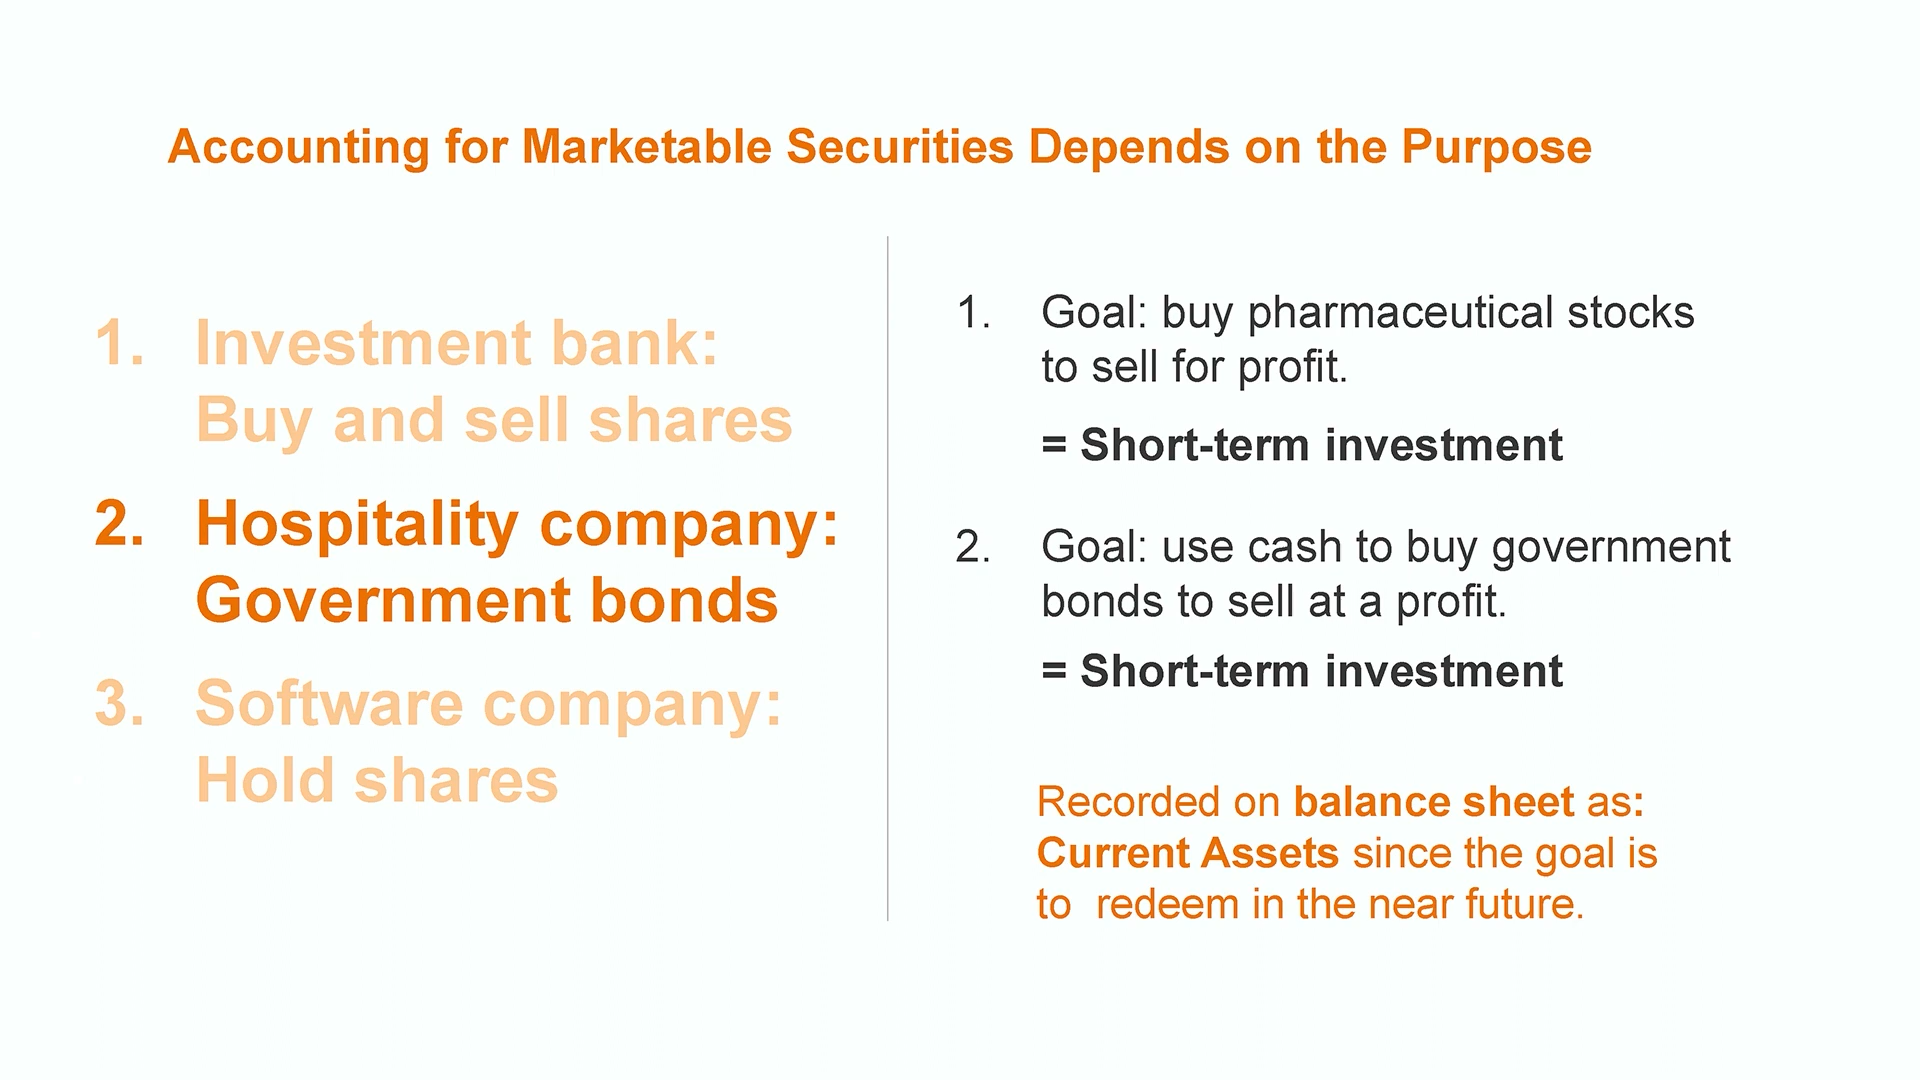 Accounting for Marketable Securities Depends on the Purpose
1. Investment bank:
Buy and sell shares
2. Hospitality company:
Government bonds
3. Software company:
Hold shares
1. Goal: buy pharmaceutical stocks
to sell for profit.
= Short-term investment
2. Goal: use cash to buy government
bonds to sell at a profit.
= Short-term investment
Recorded on balance sheet as:
Current Assets since the goal is
to redeem in the near future.